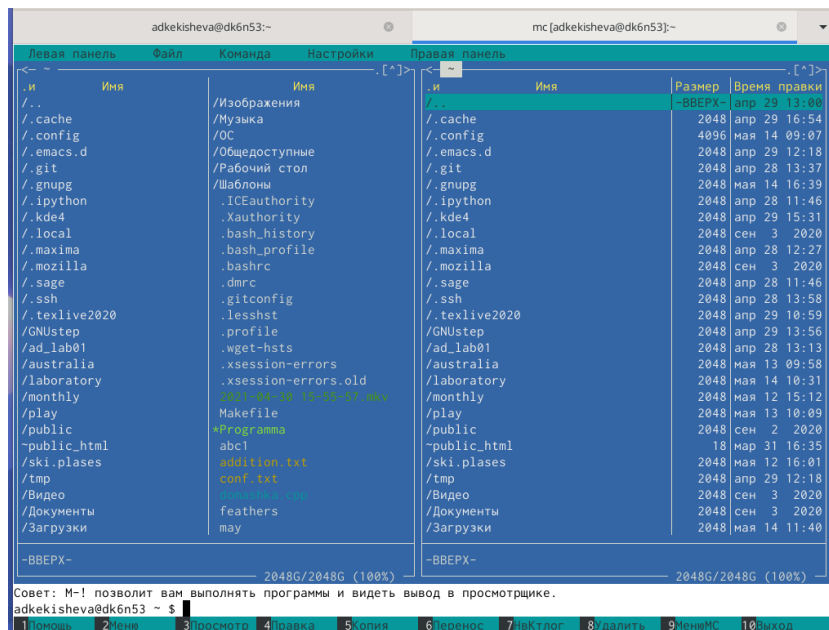 adkekisheva@dk6n53:~ mc [adkekisheva@dk6n53]:~
Левая панель Файл Команда Настройки Правая панель
<─ ~ .[^]> <─ ~ .[^]>
.и Имя Имя .и Имя Размер Время правки
/.. /Изображения /.. -ВВЕРХ- апр 29 13:00
/.cache /Музыка /.cache 2048 апр 29 16:54
/.config /ОС /.config 4096 мая 14 09:07
/.emacs.d /Общедоступные /.emacs.d 2048 апр 29 12:18
/.git /Рабочий стол /.git 2048 апр 28 13:37
/.gnupg /Шаблоны /.gnupg 2048 мая 14 16:39
/.ipython .ICEauthority /.ipython 2048 апр 28 11:46
/.kde4 .Xauthority /.kde4 2048 апр 29 15:31
/.local .bash_history /.local 2048 сен 3 2020
/.maxima .bash_profile /.maxima 2048 апр 28 12:27
/.mozilla .bashrc /.mozilla 2048 сен 3 2020
/.sage .dmrc /.sage 2048 апр 28 11:46
/.ssh .gitconfig /.ssh 2048 апр 28 13:58
/.texlive2020 .lesshst /.texlive2020 2048 апр 29 10:59
/GNUstep .profile /GNUstep 2048 апр 29 13:56
/ad_lab01 .wget-hsts /ad_lab01 2048 апр 28 13:13
/australia .xsession-errors /australia 2048 мая 13 09:58
/laboratory .xsession-errors.old /laboratory 2048 мая 14 10:31
/monthly 2021-04-30 15-55-57.mkv /monthly 2048 мая 12 15:12
/play Makefile /play 2048 мая 13 10:09
/public *Programma /public 2048 сен 2 2020
~public_html abc1 ~public_html 18 мар 31 16:35
/ski.plases addition.txt /ski.plases 2048 мая 12 16:01
/tmp conf.txt /tmp 2048 апр 29 12:18
/Видео domashka.cpp /Видео 2048 сен 3 2020
/Документы feathers /Документы 2048 сен 3 2020
/Загрузки may /Загрузки 2048 мая 14 11:40
-ВВЕРХ- -ВВЕРХ-
2048G/2048G (100%) 2048G/2048G (100%)
Совет: M-! позволит вам выполнять программы и видеть вывод в просмотрщике.
adkekisheva@dk6n53 ~ $
1Помощь 2Меню 3Просмотр 4Правка 5Копия 6Перенос 7НвКтлог 8Удалить 9МенюMC 10Выход